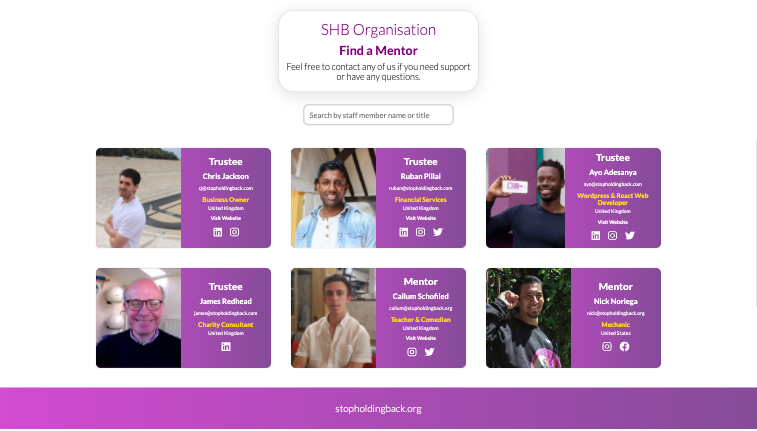 SHB Organisation
Find a Mentor
Feel free to contact any of us if you need support
or have any questions.
Search by staff member name or title
Trustee
Chris Jackson
sj@stopholdingback.com
Business Owner
United Kingdom
Visit Website
Trustee
Ruban Pillai
ruban@stopholdingback.com
Financial Services
United Kingdom
Visit Website
Trustee
Ayo Adesanya
ayo@stopholdingback.com
Wordpress & React Web
Developer
United Kingdom
Visit Website
Trustee
James Redhead
james@stopholdingback.com
Charity Consultant
United Kingdom
Mentor
Callum Schofiled
callum@stopholdingback.org
Teacher & Comedian
United Kingdom
Visit Website
Mentor
Nick Noriega
nick@stopholdingback.org
Mechanic
United States
stopholdingback.org